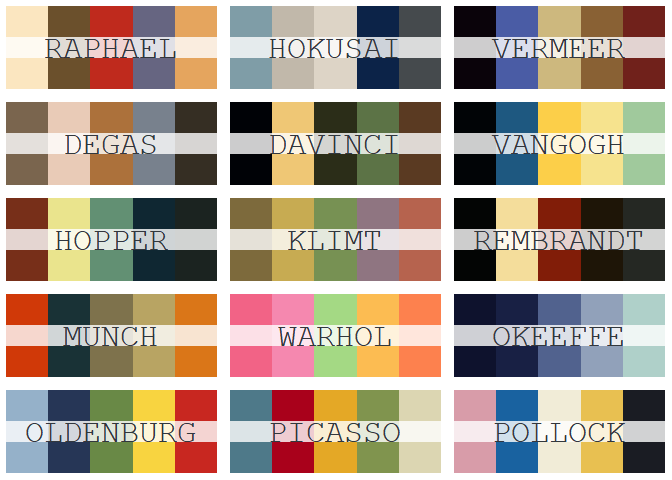 RAPHAEL
HOKUSAI
VERMEER
DEGAS
DAVINCI
VANGOGH
HOPPER
KLIMT
REMBRANDT
MUNCH
WARHOL
OKEEFFE
OLDENBURG
PICASSO
POLLOCK